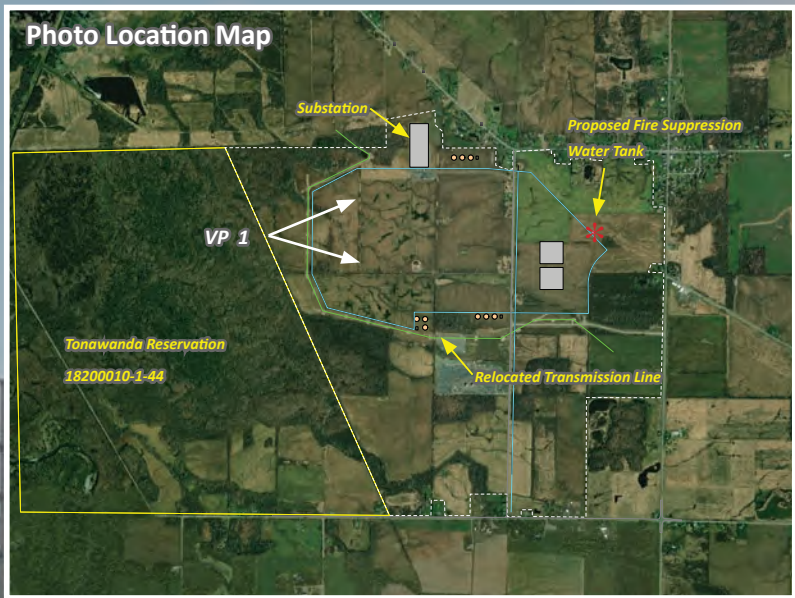 Photo Location Map
Substation
Proposed Fire Suppression
Water Tank
VP 1
Tonawanda Reservation
18200010-1-44
Relocated Transmission Line